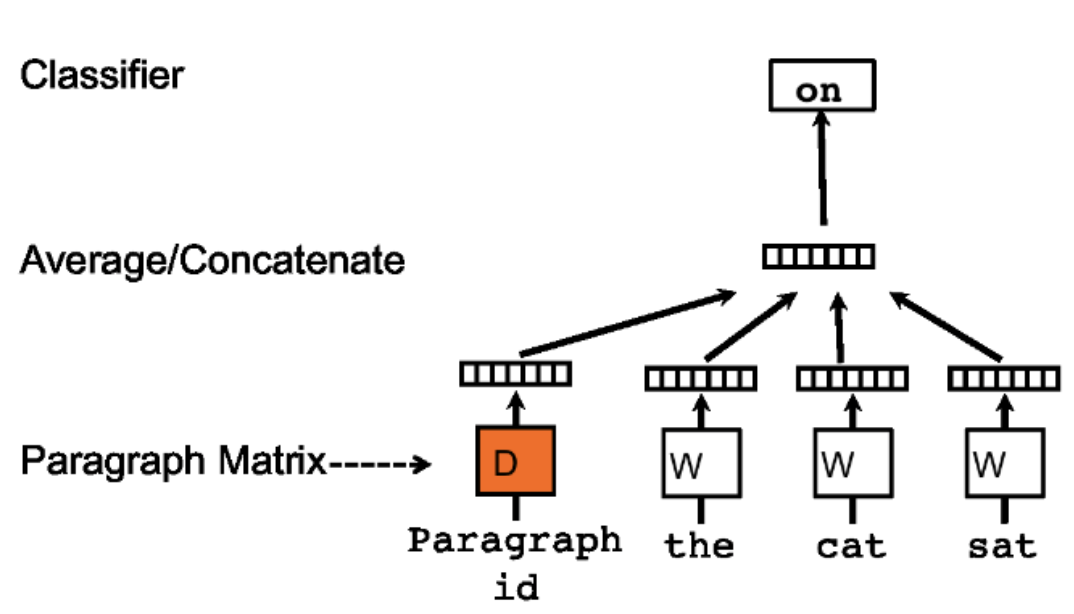 Classifier
on
Average/Concatenate
Paragraph Matrix
D
W
W
W
Paragraph
id
the
cat
sat